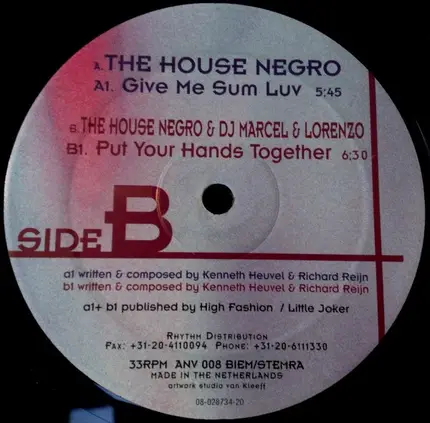 A. THE HOUSE NEGRO
A1. Give Me Sum Luv 5:45
B. THE HOUSE NEGRO & DJ MARCEL & LORENZO
B1. Put Your Hands Together 6:30
SIDE B
a1 written & composed by Kenneth Heuvel & Richard Reijn
b1 written & composed by Kenneth Heuvel & Richard Reijn
a1+ b1 published by High Fashion / Little Joker
Rhythm Distribution
Fax: +31-20-4110094 Phone: +31-20-6111330
33RPM ANV 008 BIEM/STEMRA
MADE IN THE NETHERLANDS
artwork studio van Kleeff
08-028734-20